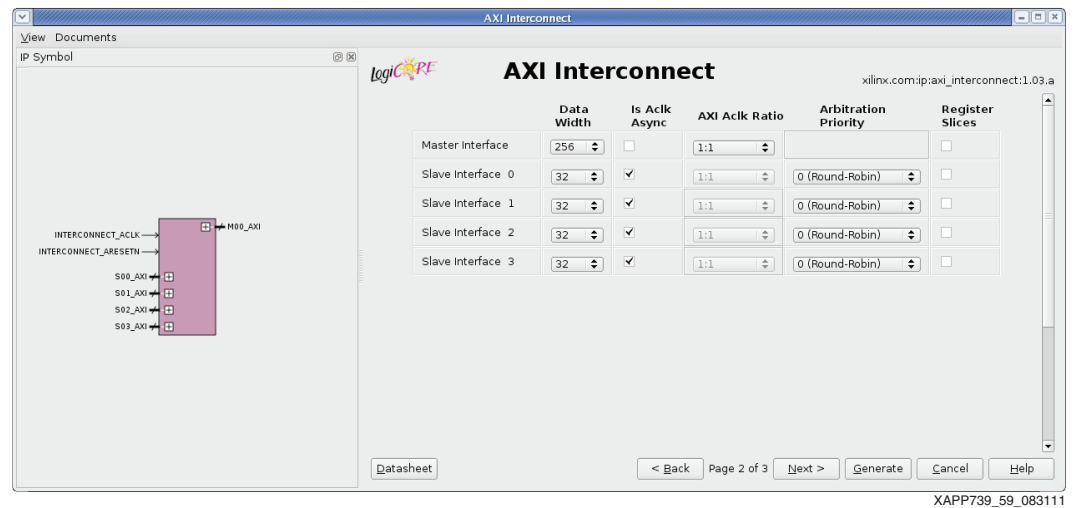 AXI Interconnect
View Documents
IP Symbol
logiCORE
AXI Interconnect
xilinx.com:ip:axi_interconnect:1.03.a
Data Width Is Aclk Async AXI Aclk Ratio Arbitration Priority Register Slices
Master Interface 256 1:1
Slave Interface 0 32 1:1 0 (Round-Robin)
Slave Interface 1 32 1:1 0 (Round-Robin)
Slave Interface 2 32 1:1 0 (Round-Robin)
Slave Interface 3 32 1:1 0 (Round-Robin)
M00_AXI
INTERCONNECT_ACLK
INTERCONNECT_ARESETN
S00_AXI
S01_AXI
S02_AXI
S03_AXI
Datasheet < Back Page 2 of 3 Next > Generate Cancel Help
XAPP739_59_083111